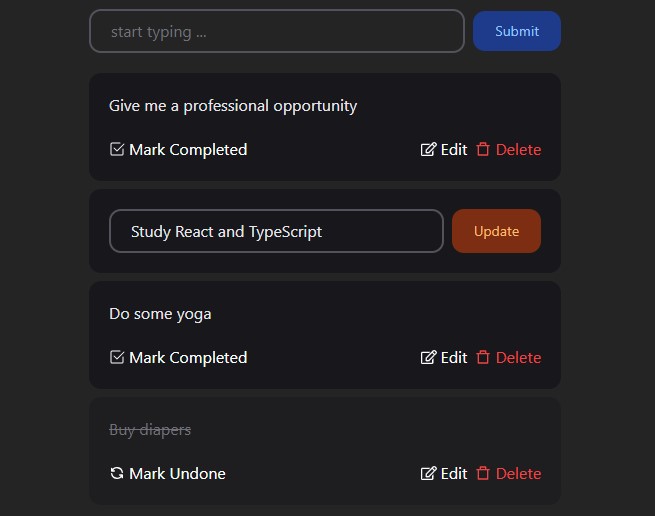 start typing ... Submit
Give me a professional opportunity
Mark Completed Edit Delete
Study React and TypeScript Update
Do some yoga
Mark Completed Edit Delete
Buy diapers
Mark Undone Edit Delete